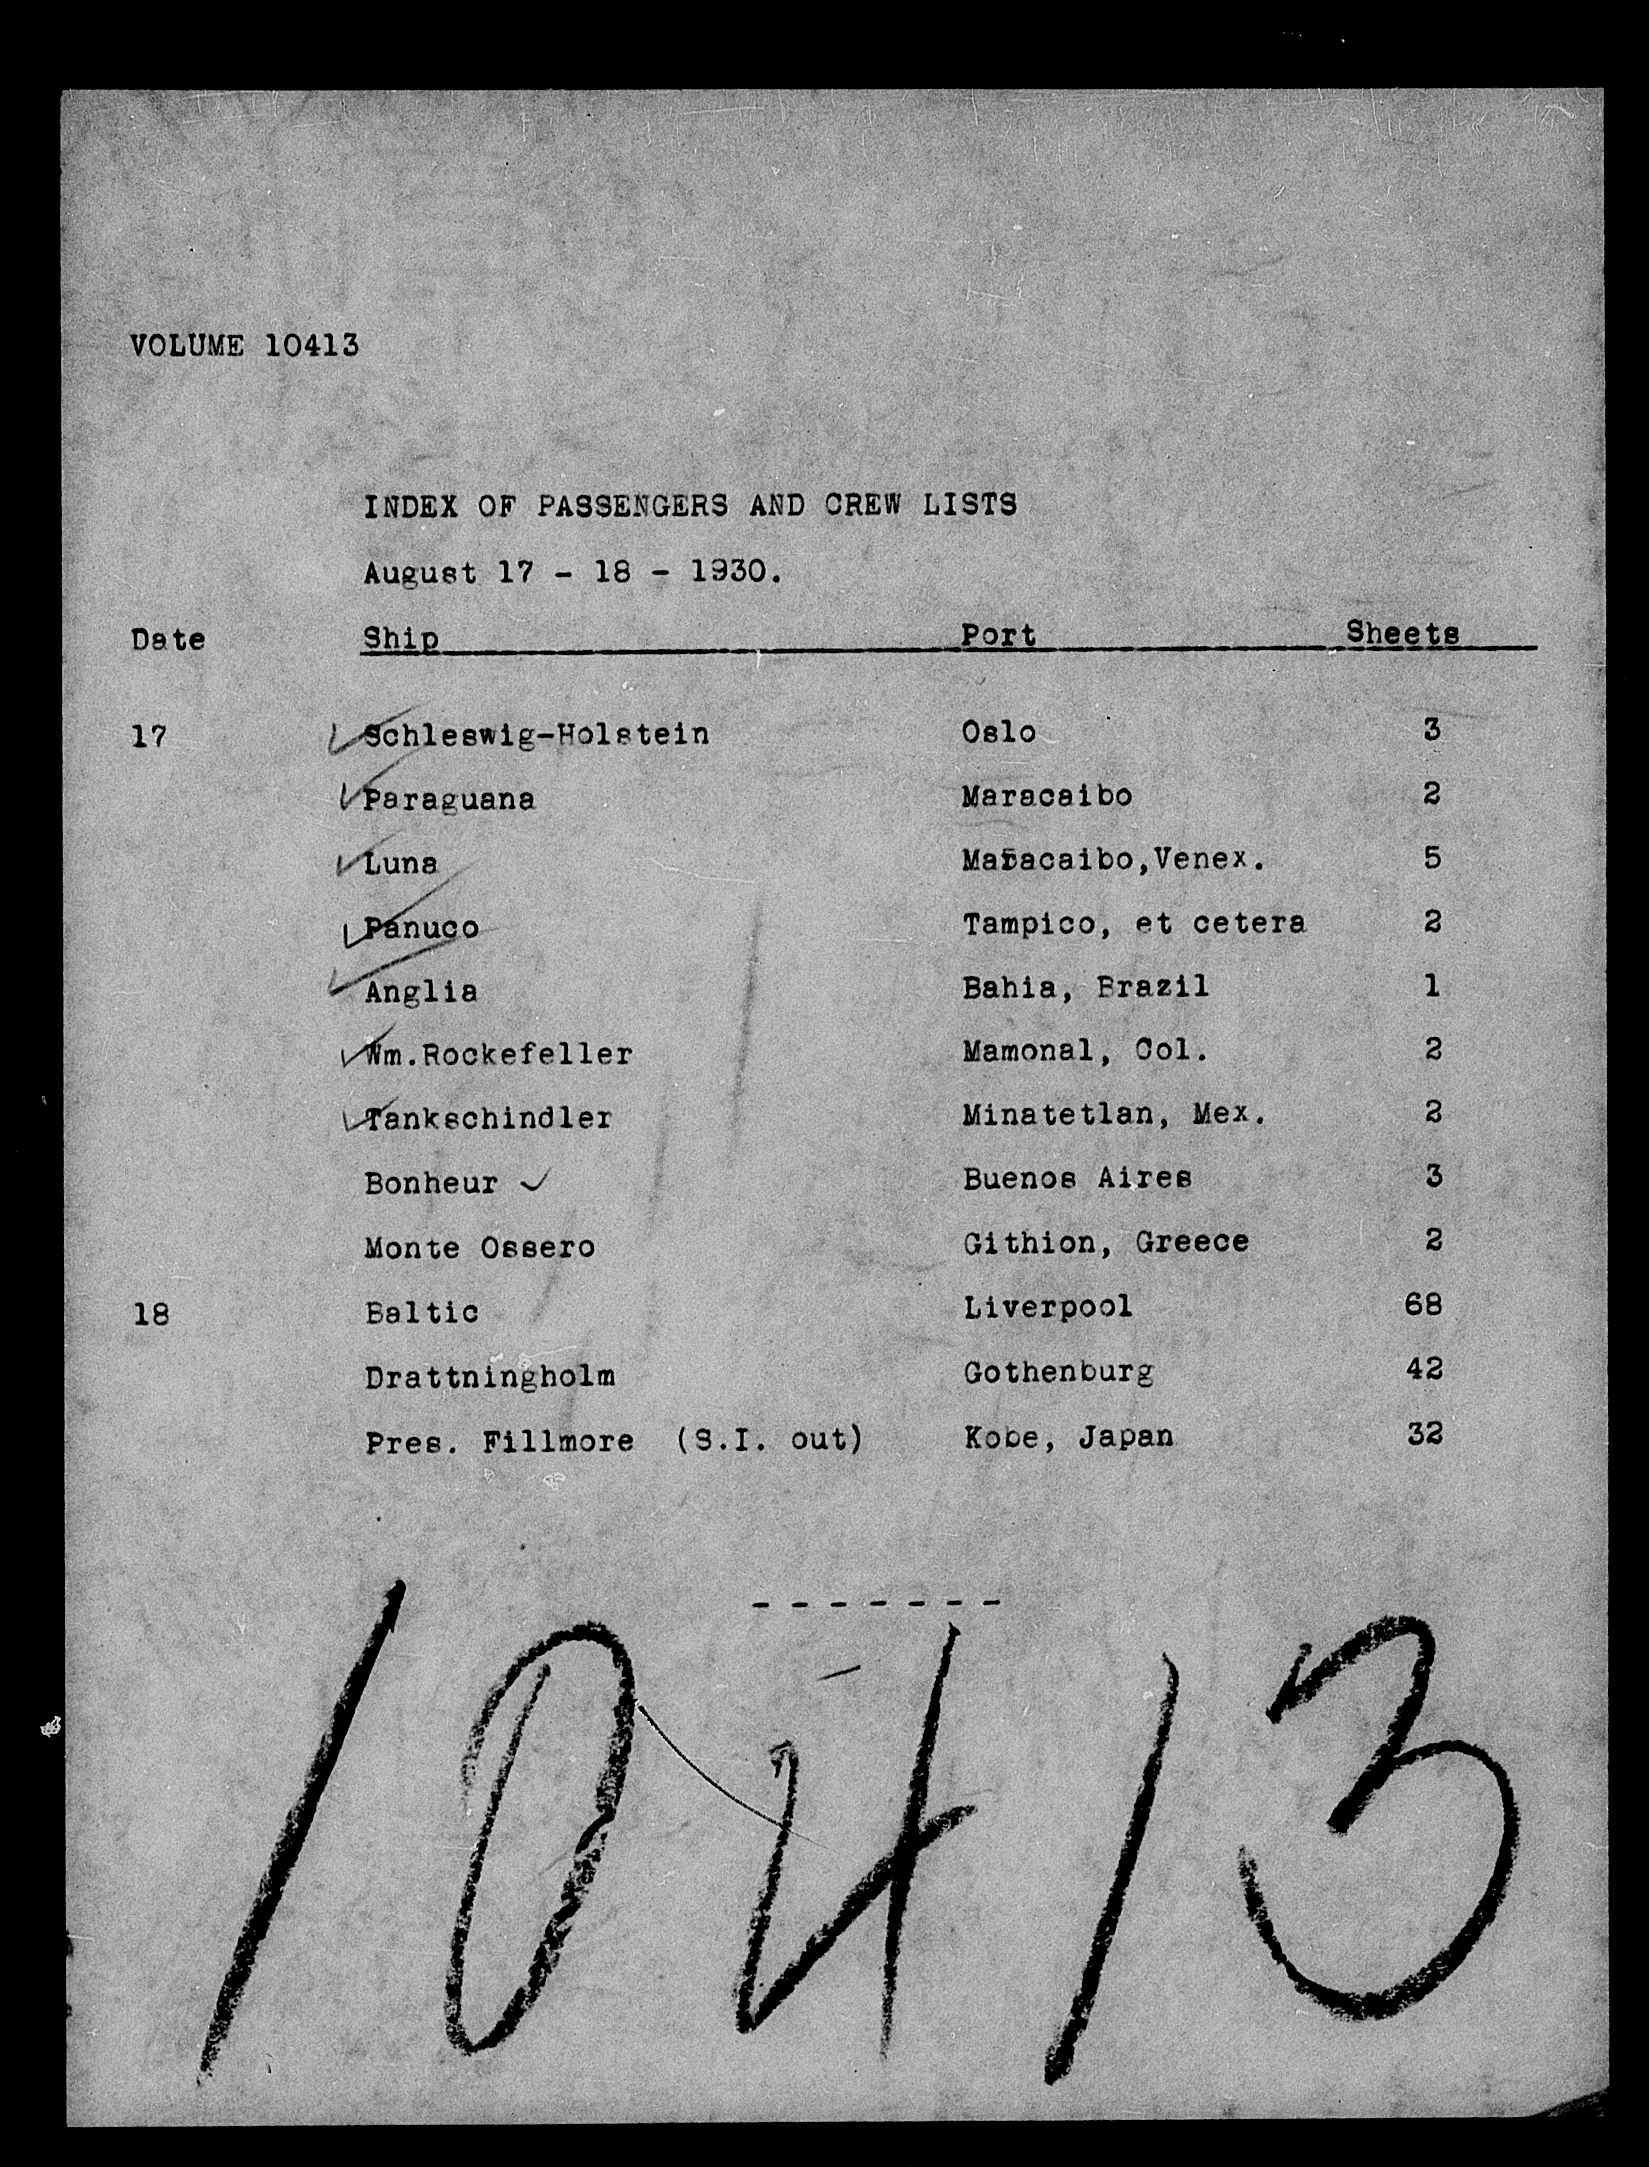 VOLUME 10413
INDEX OF PASSENGERS AND CREW LISTS
August 17 - 18 - 1930.
Date Ship Port Sheets
17 Schleswig-Holstein Oslo 3
Paraguana Maracaibo 2
Luna Maracaibo,Venex. 5
Panuco Tampico, et cetera 2
Anglia Bahia, Brazil 1
Wm.Rockefeller Mamonal, Col. 2
Tankschindler Minatetlan, Mex. 2
Bonheur ✓ Buenos Aires 3
Monte Ossero Githion, Greece 2
18 Baltic Liverpool 68
Drattningholm Gothenburg 42
Pres. Fillmore (S.I. out) Kobe, Japan 32
- - - - - - -
10413